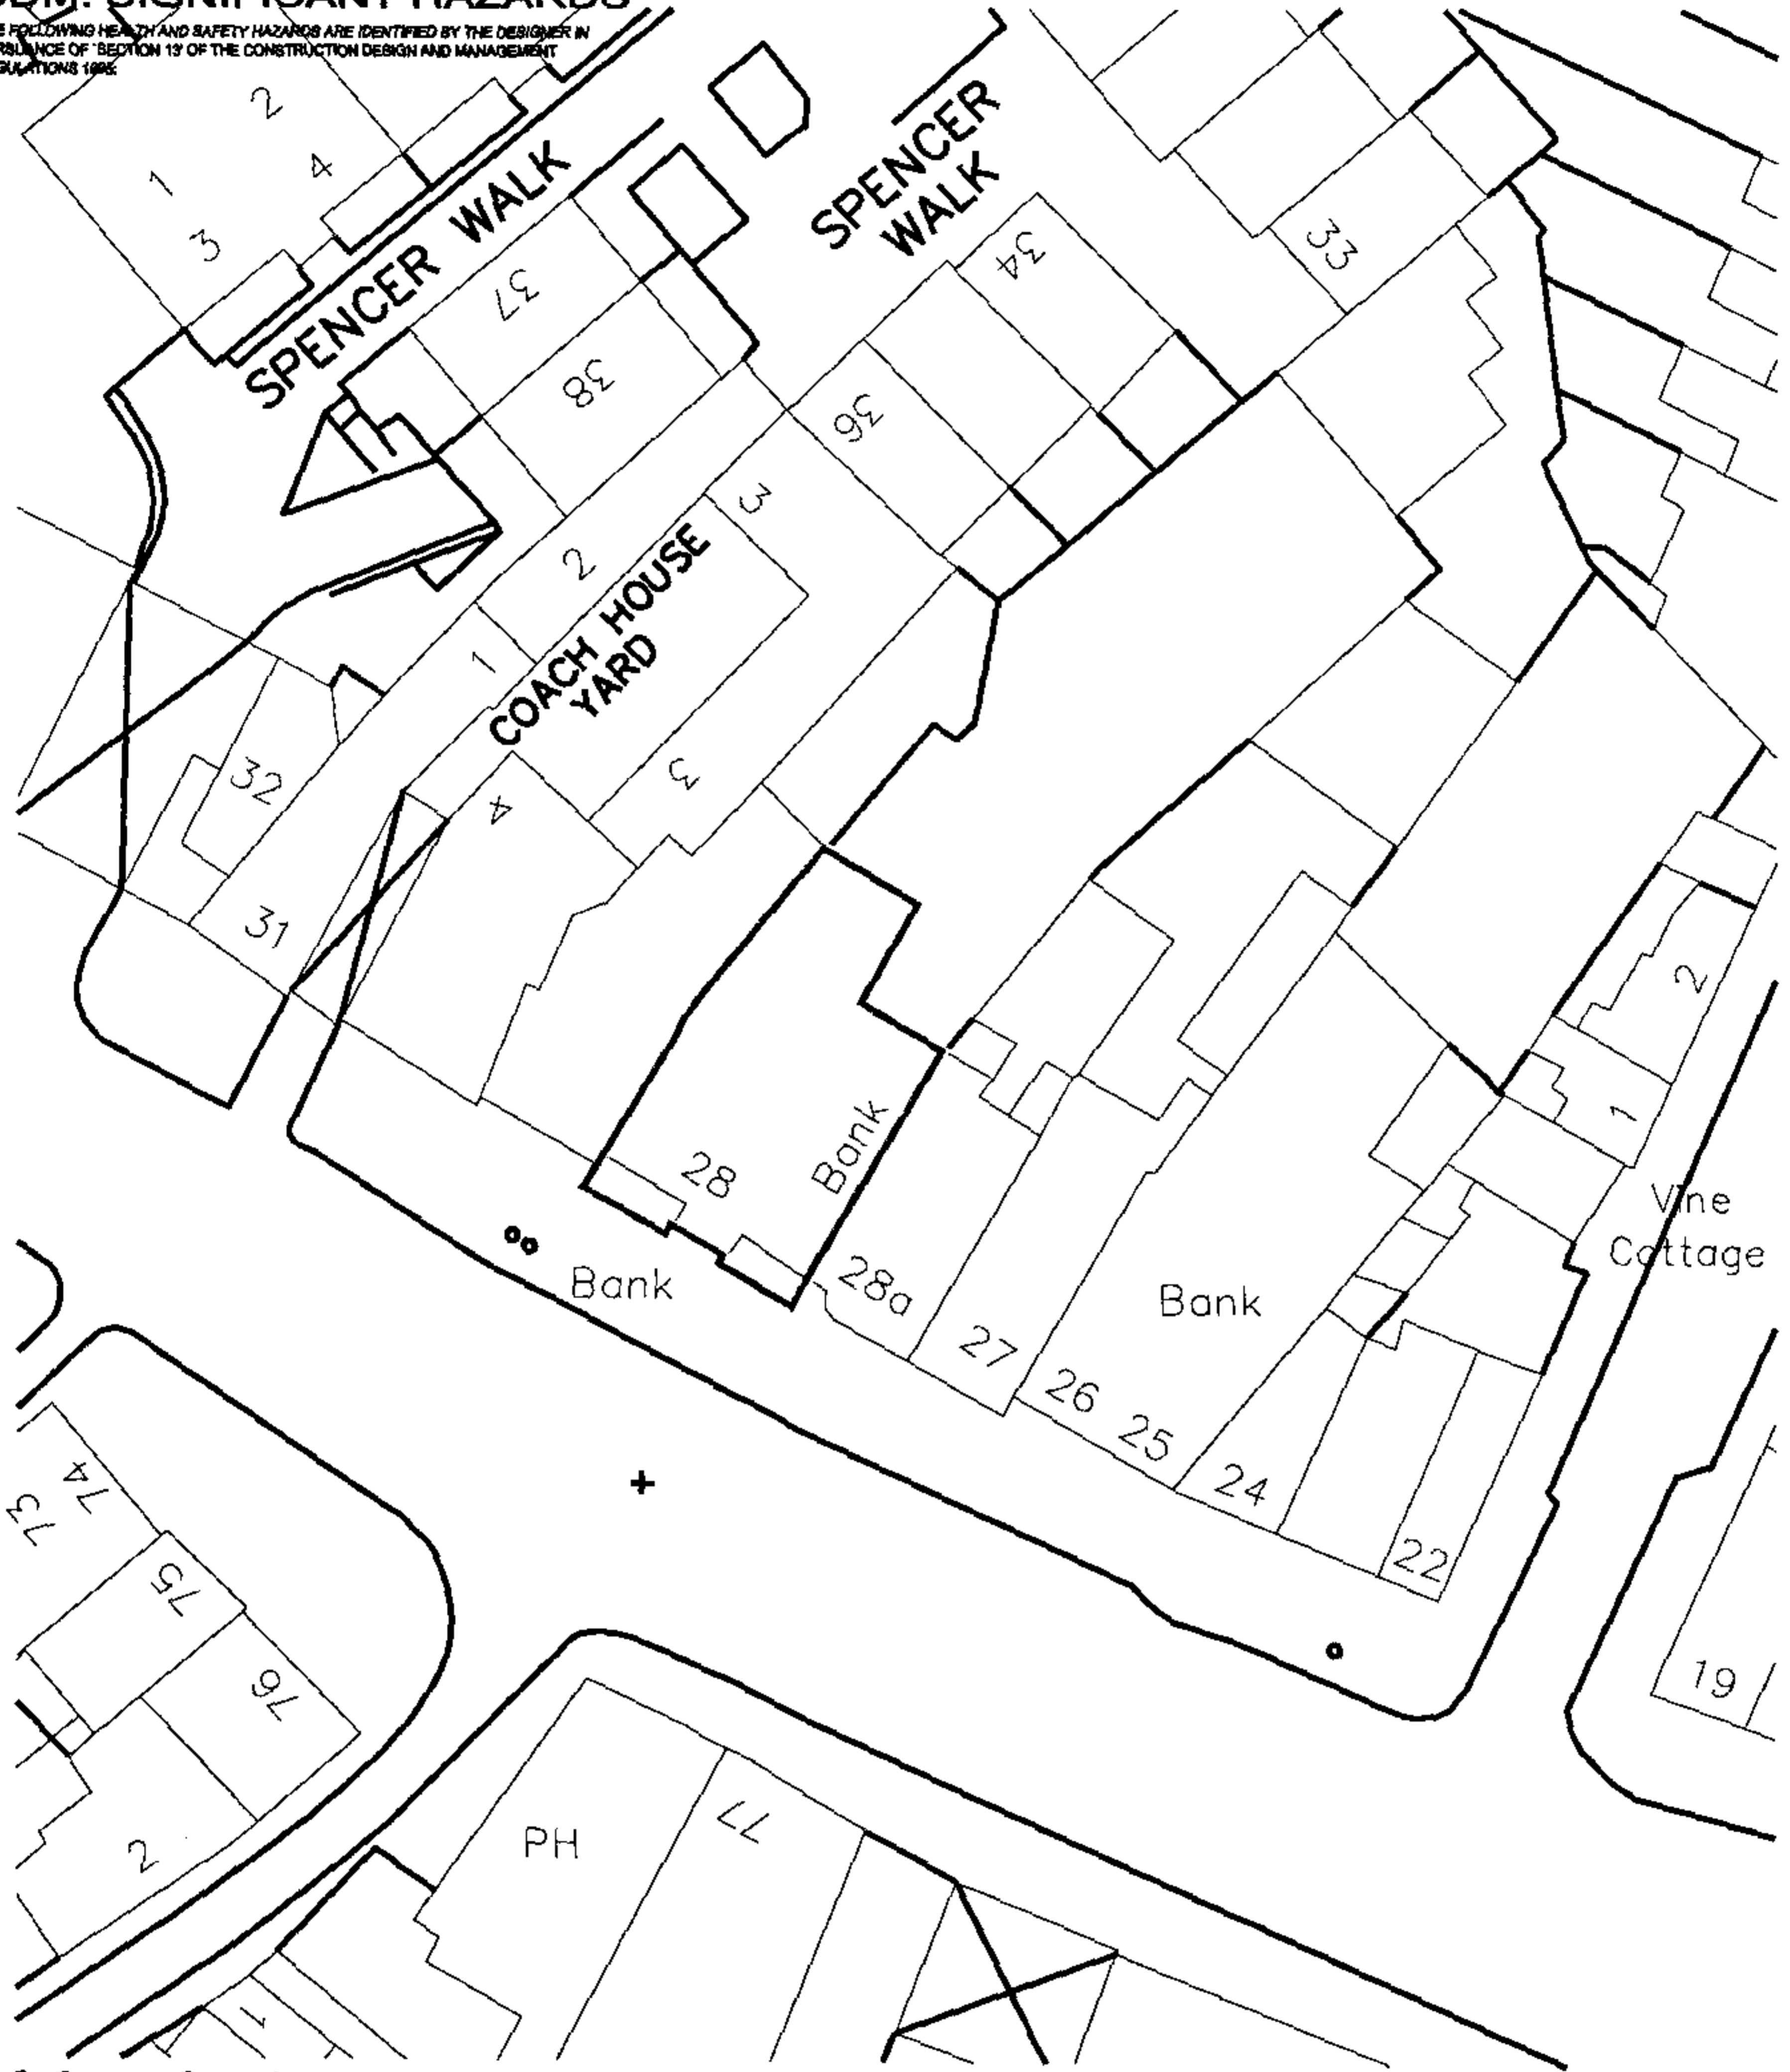 SIGNIFICANT HAZARDS
FOLLOWING HEALTH AND SAFETY HAZARDS ARE IDENTIFIED BY THE DESIGNER IN
OF 'SECTION 13' OF THE CONSTRUCTION DESIGN AND MANAGEMENT
1995:
2
1
4
3
SPENCER WALK
SPENCER
WALK
37
38
34
33
36
3
2
1
COACH HOUSE
YARD
3
4
32
31
28
Bank
Bank
28a
27
26
25
24
22
Bank
2
1
Vine
Cottage
19
74
73
75
76
2
PH
77
1